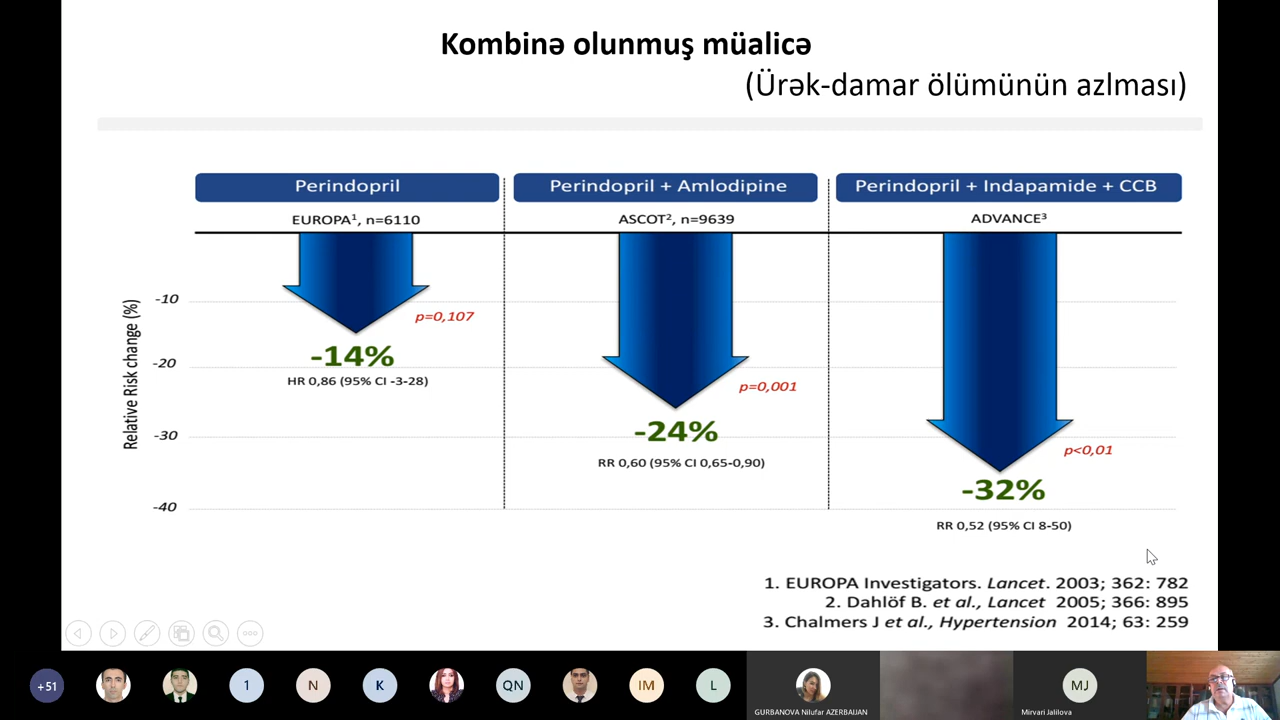 Kombinə olunmuş müalicə
(Ürək-damar ölümünün azlması)
Perindopril
Perindopril + Amlodipine
Perindopril + Indapamide + CCB
EUROPA¹, n=6110
ASCOT², n=9639
ADVANCE³
Relative Risk change (%)
-10
-20
-30
-40
p=0,107
-14%
HR 0,86 (95% CI -3-28)
p=0,001
-24%
RR 0,60 (95% CI 0,65-0,90)
p<0,01
-32%
RR 0,52 (95% CI 8-50)
1. EUROPA Investigators. Lancet. 2003; 362: 782
2. Dahlöf B. et al., Lancet 2005; 366: 895
3. Chalmers J et al., Hypertension 2014; 63: 259
+51
1
N
K
QN
IM
L
GURBANOVA Nilufar AZERBAIJAN
MJ
Mirvari Jalilova